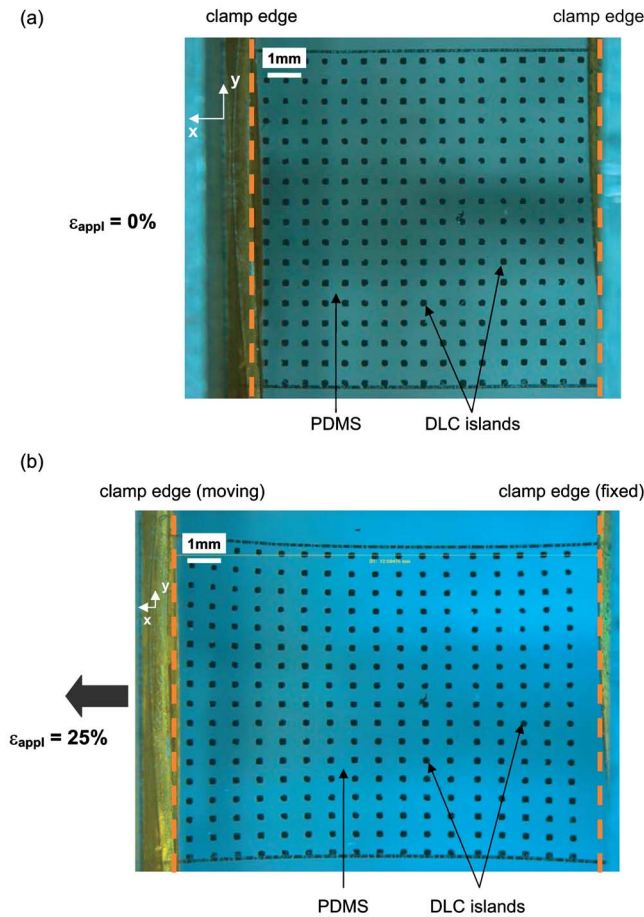 (a)
clamp edge
clamp edge
1mm
y
x
εappl = 0%
PDMS
DLC islands
(b)
clamp edge (moving)
clamp edge (fixed)
1mm
y
x
εappl = 25%
PDMS
DLC islands